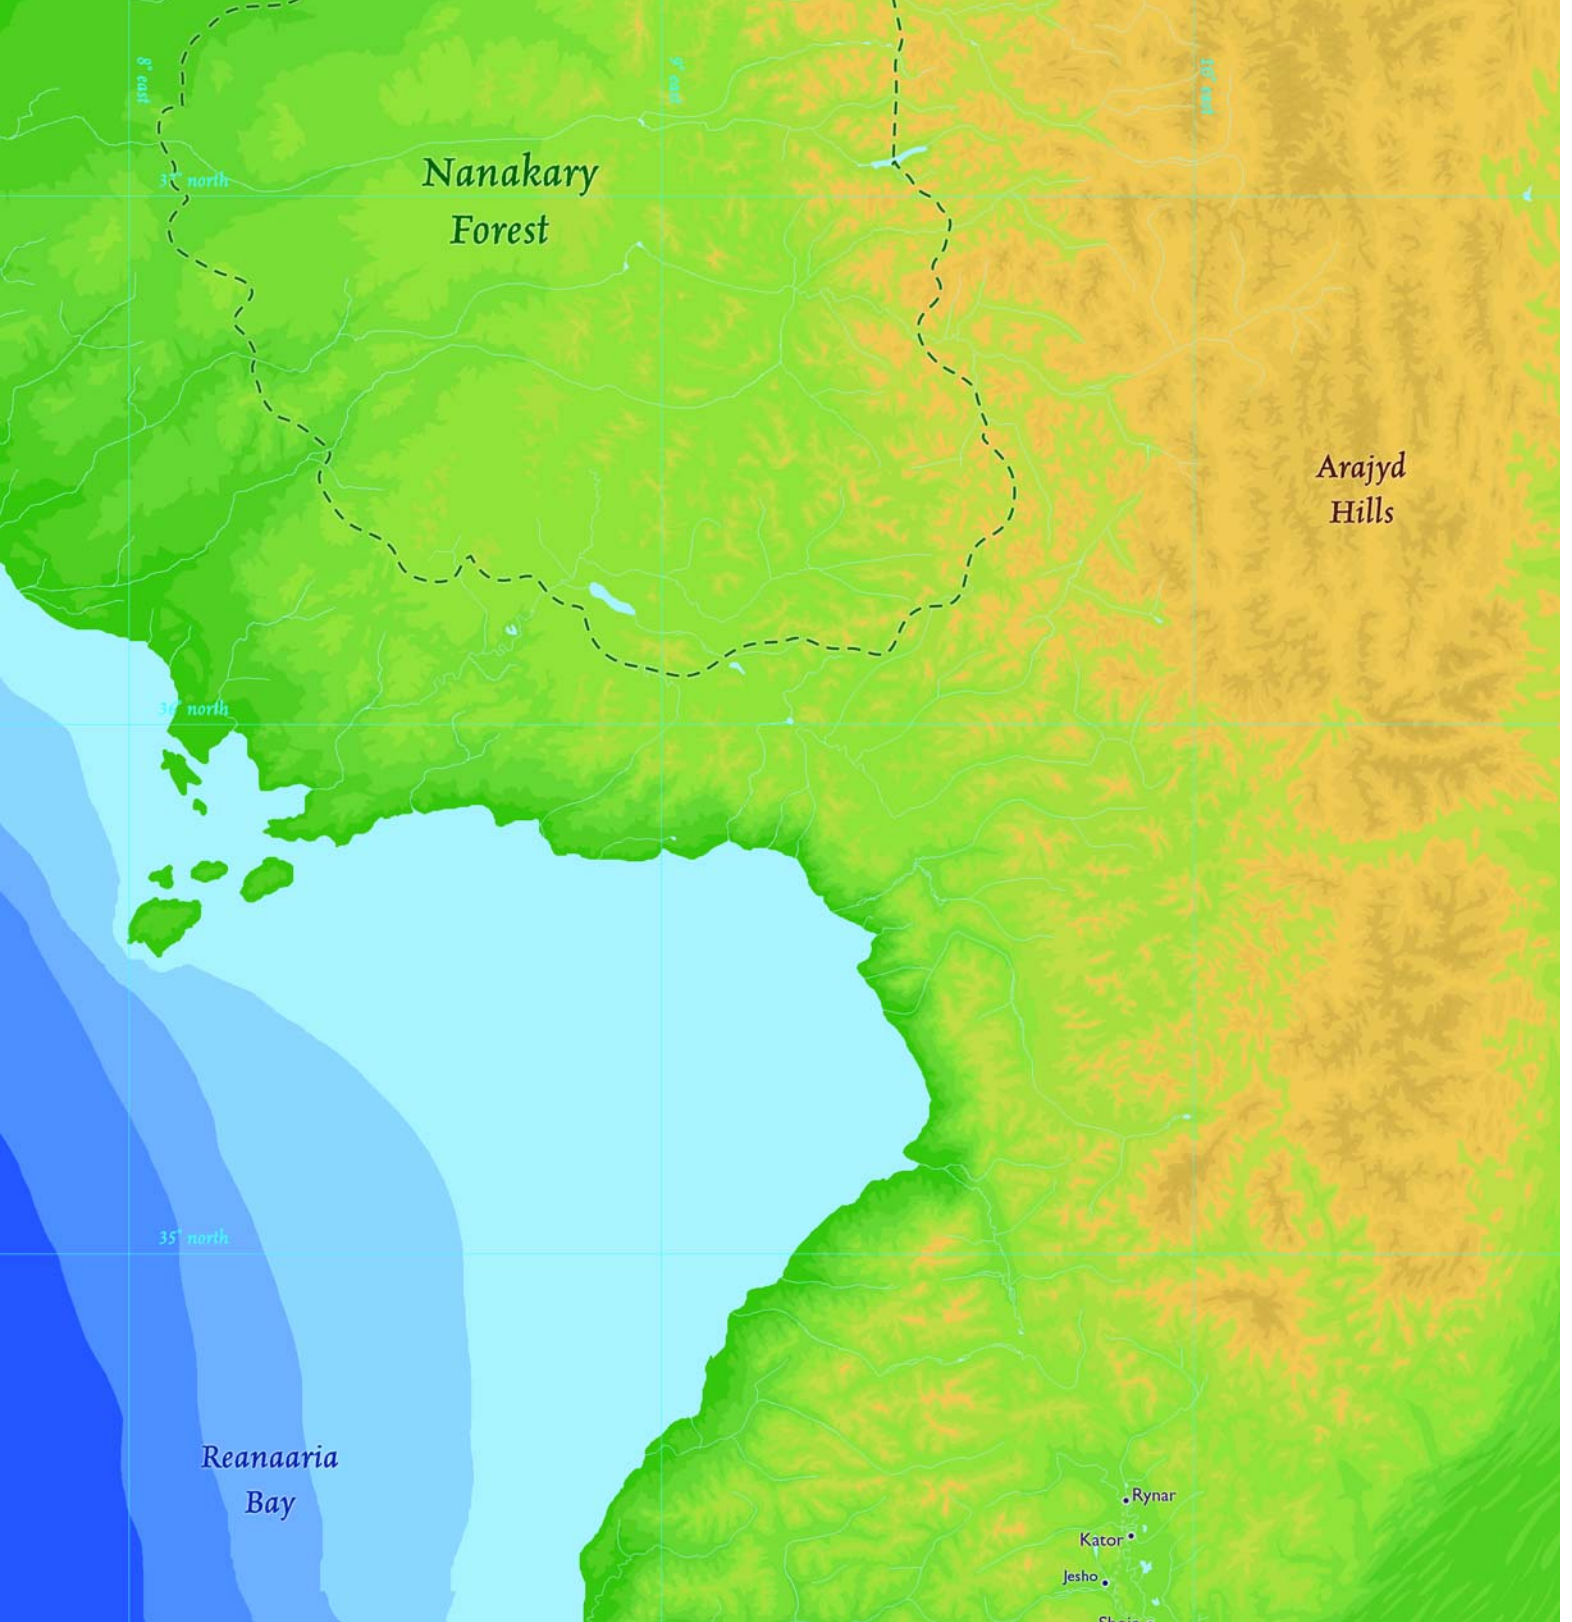 8° east
9° east
10° east
Nanakary
Forest
37° north
Arajyd
Hills
36° north
35° north
Reanaaria
Bay
Rynar
Kator
Jesho